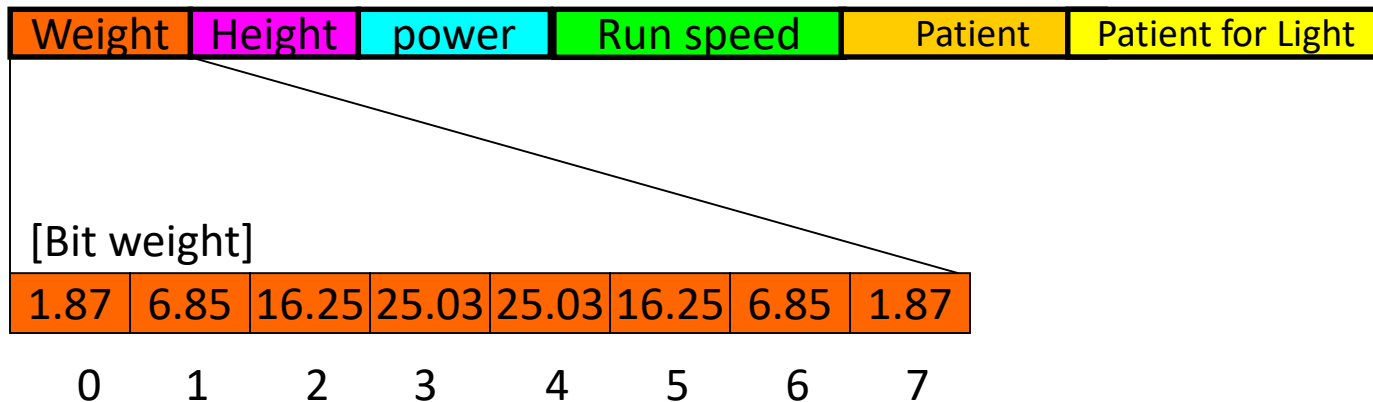 Weight Height power Run speed Patient Patient for Light
[Bit weight]
1.87 6.85 16.25 25.03 25.03 16.25 6.85 1.87
0 1 2 3 4 5 6 7